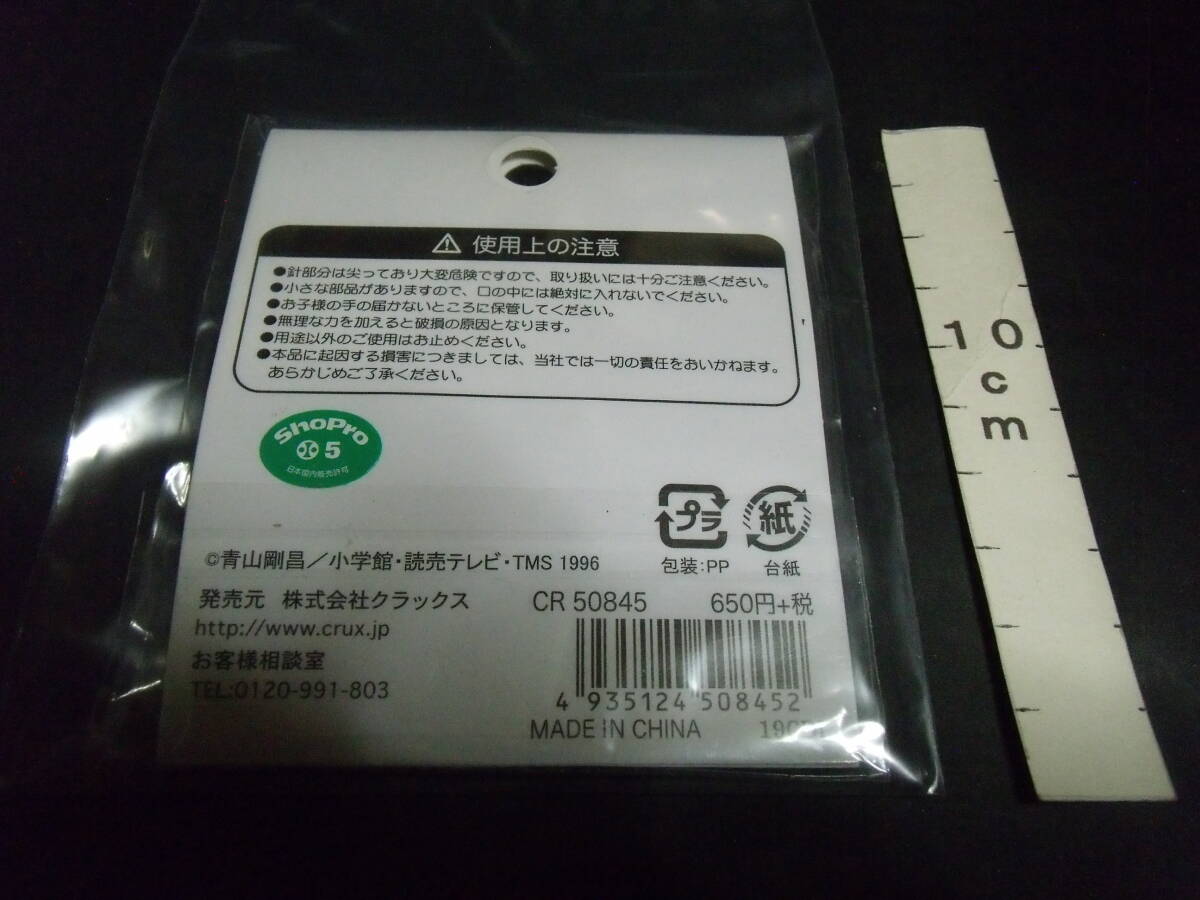 ⚠ 使用上の注意
●針部分は尖っており大変危険ですので、取り扱いには十分ご注意ください。
●小さな部品がありますので、口の中には絶対に入れないでください。
●お子様の手の届かないところに保管してください。
●無理な力を加えると破損の原因となります。
●用途以外のご使用はお止めください。
●本品に起因する損害につきましては、当社では一切の責任をおいかねます。
あらかじめご了承ください。
ShoPro
5
日本国内販売許可
プラ
紙
包装:PP
台紙
©青山剛昌／小学館・読売テレビ・TMS 1996
発売元 株式会社クラックス
CR 50845
650円+税
http://www.crux.jp
お客様相談室
TEL:0120-991-803
4 935124 508452
MADE IN CHINA
10
c
m